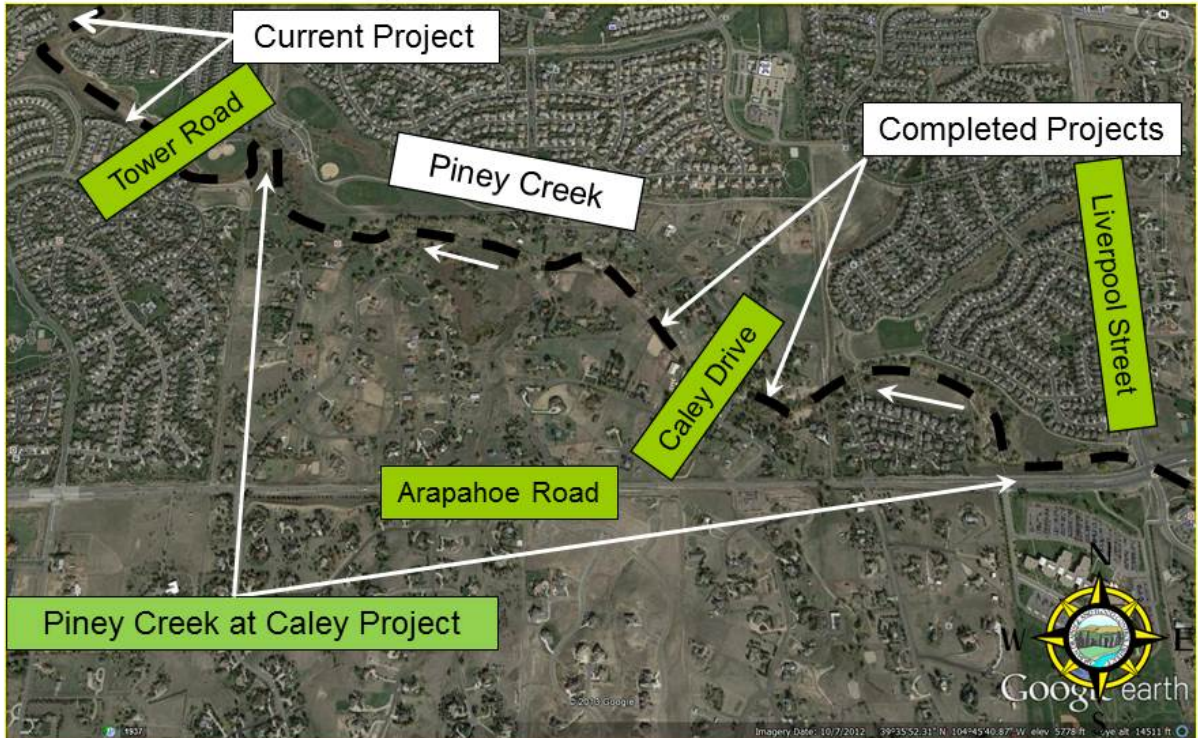 Current Project
Tower Road
Completed Projects
Piney Creek
Liverpool Street
Caley Drive
Arapahoe Road
Piney Creek at Caley Project
N
W
E
S
Google earth
© 2013 Google
1937
Imagery Date: 10/7/2012 39°35'52.31" N 104°45'40.87" W elev 5778 ft eye alt 14511 ft